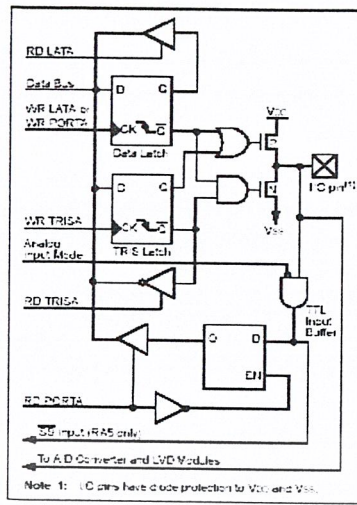 RD LATA
Data Bus
D
Q
WR LATA or
WR PORTA
CK
Q
Data Latch
VDD
P
I/O pin(1)
D
Q
N
WR TRISA
CK
Q
TRIS Latch
VSS
Analog
Input Mode
RD TRISA
TTL
Input
Buffer
Q
D
EN
RD PORTA
SS input (RA5 only)
To A/D Converter and LVD Modules
Note 1: I/O pins have diode protection to VDD and VSS.